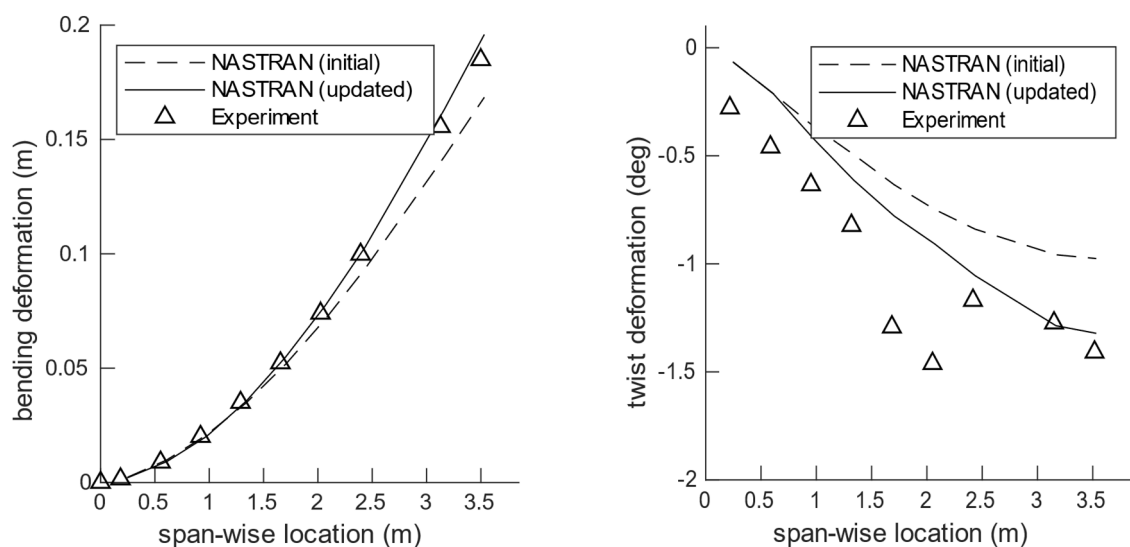 0.2
0.15
0.1
0.05
0
bending deformation (m)
NASTRAN (initial)
NASTRAN (updated)
Experiment
0 0.5 1 1.5 2 2.5 3 3.5
span-wise location (m)
0
-0.5
-1
-1.5
-2
twist deformation (deg)
NASTRAN (initial)
NASTRAN (updated)
Experiment
0 0.5 1 1.5 2 2.5 3 3.5
span-wise location (m)